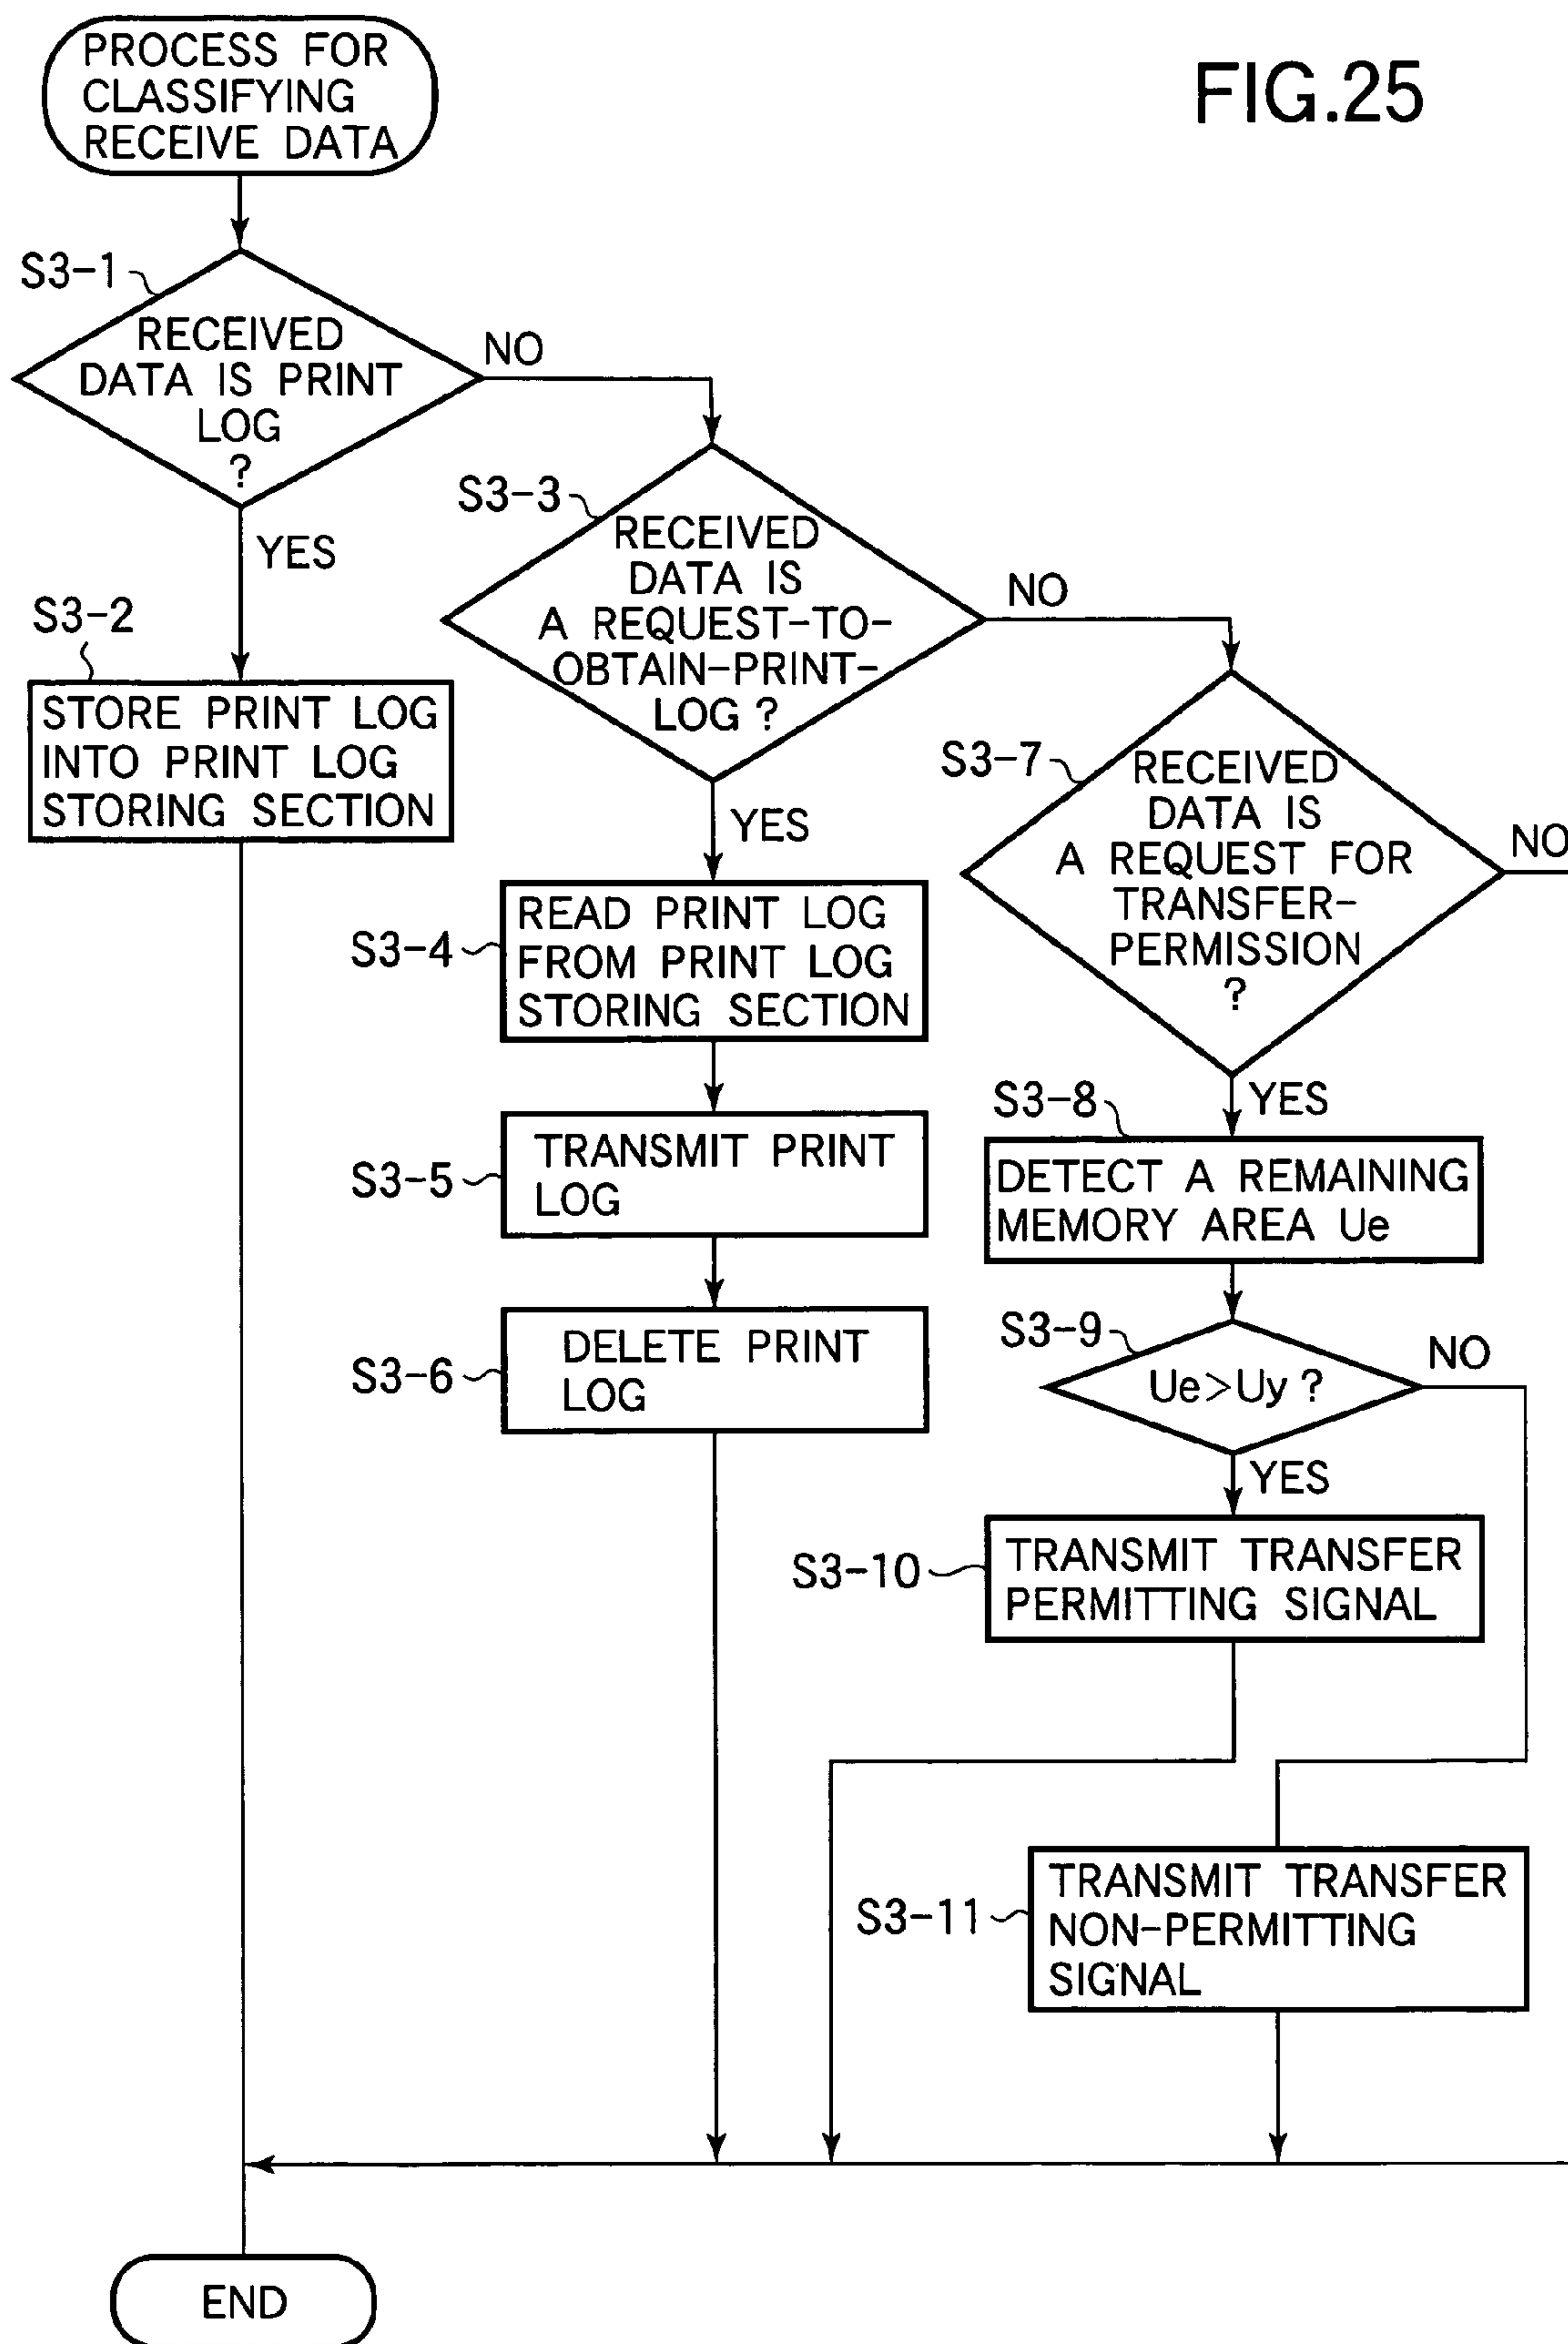 PROCESS FOR
CLASSIFYING
RECEIVE DATA
FIG.25
S3-1
RECEIVED
DATA IS PRINT
LOG
?
NO
YES
S3-2
STORE PRINT LOG
INTO PRINT LOG
STORING SECTION
S3-3
RECEIVED
DATA IS
A REQUEST-TO-
OBTAIN-PRINT-
LOG ?
NO
YES
S3-4
READ PRINT LOG
FROM PRINT LOG
STORING SECTION
S3-5
TRANSMIT PRINT
LOG
S3-6
DELETE PRINT
LOG
S3-7
RECEIVED
DATA IS
A REQUEST FOR
TRANSFER-
PERMISSION
?
NO
YES
S3-8
DETECT A REMAINING
MEMORY AREA Ue
S3-9
Ue>Uy ?
NO
YES
S3-10
TRANSMIT TRANSFER
PERMITTING SIGNAL
S3-11
TRANSMIT TRANSFER
NON-PERMITTING
SIGNAL
END